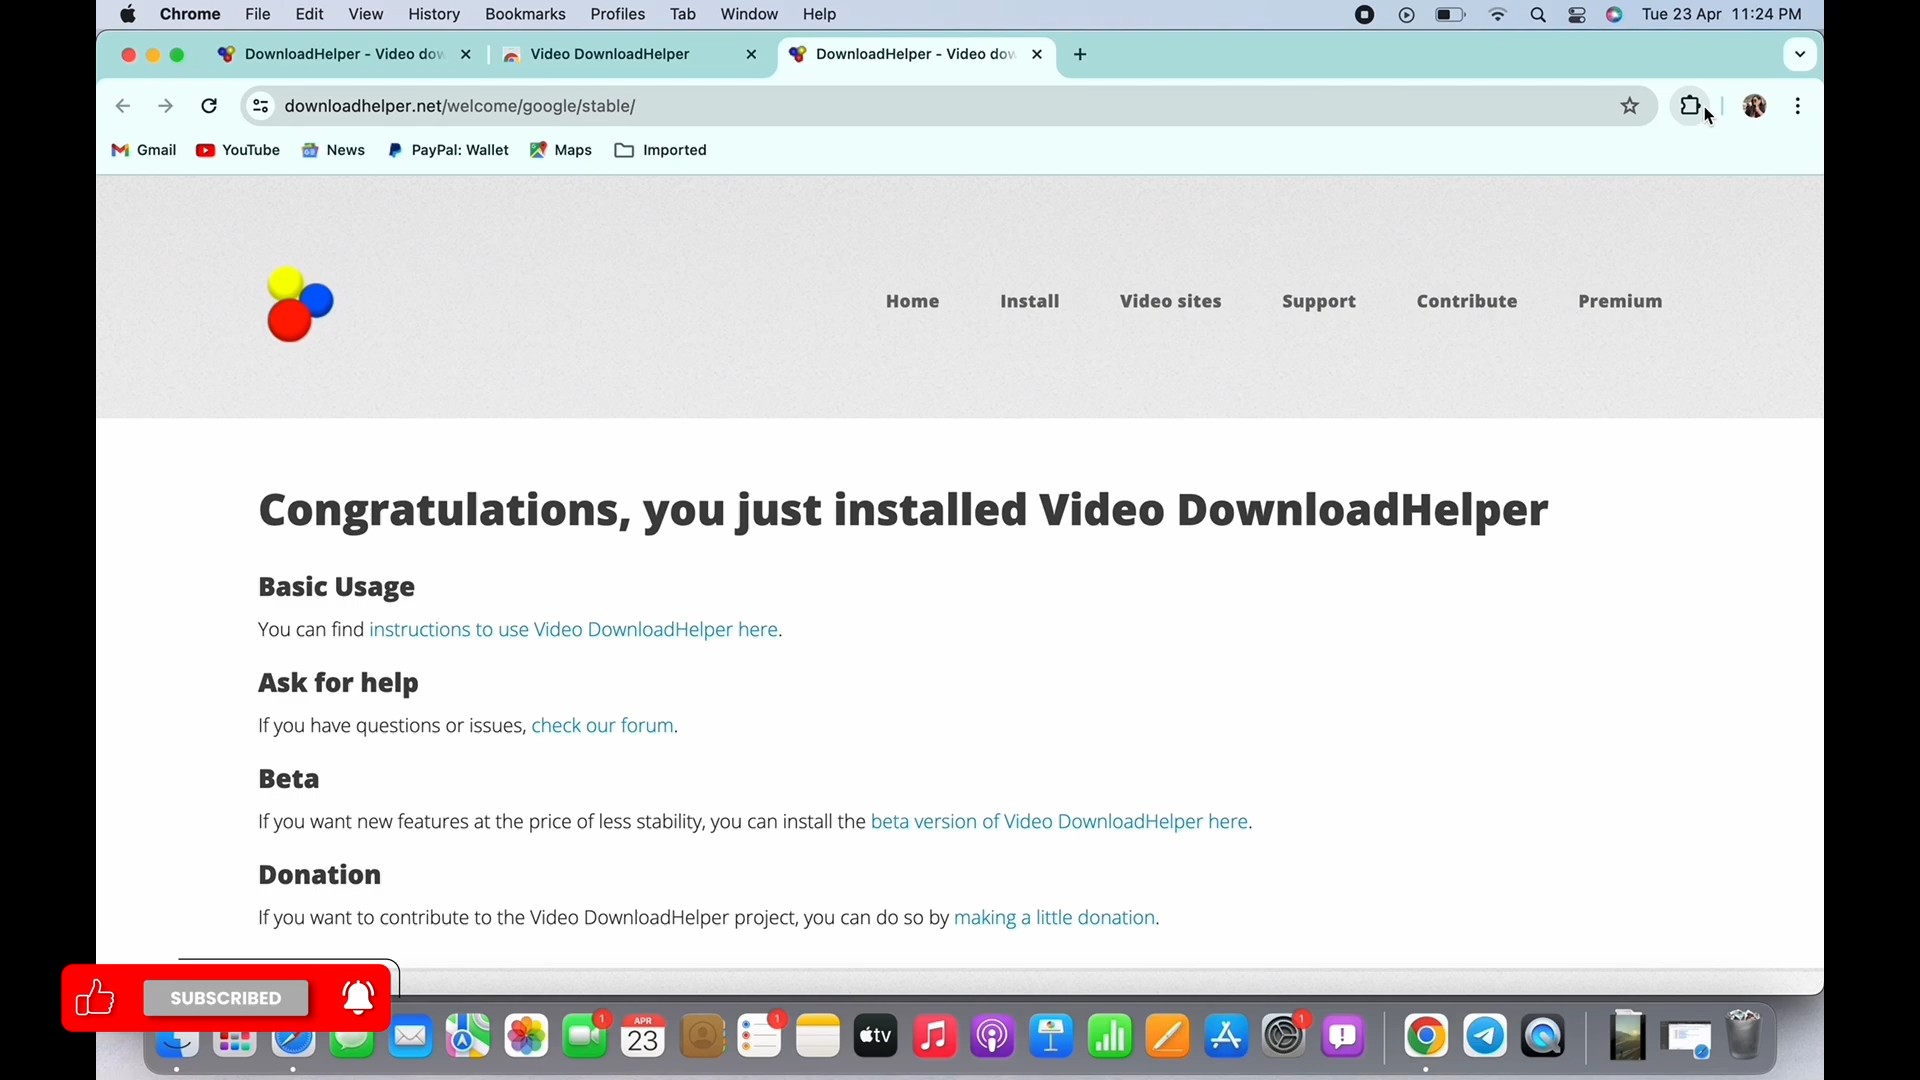 Chrome File Edit View History Bookmarks Profiles Tab Window Help Tue 23 Apr 11:24 PM
DownloadHelper - Video dow Video DownloadHelper DownloadHelper - Video dow
downloadhelper.net/welcome/google/stable/
Gmail YouTube News PayPal: Wallet Maps Imported
Home Install Video sites Support Contribute Premium
Congratulations, you just installed Video DownloadHelper
Basic Usage
You can find instructions to use Video DownloadHelper here.
Ask for help
If you have questions or issues, check our forum.
Beta
If you want new features at the price of less stability, you can install the beta version of Video DownloadHelper here.
Donation
If you want to contribute to the Video DownloadHelper project, you can do so by making a little donation.
SUBSCRIBED
1 APR 23 1 tv 1